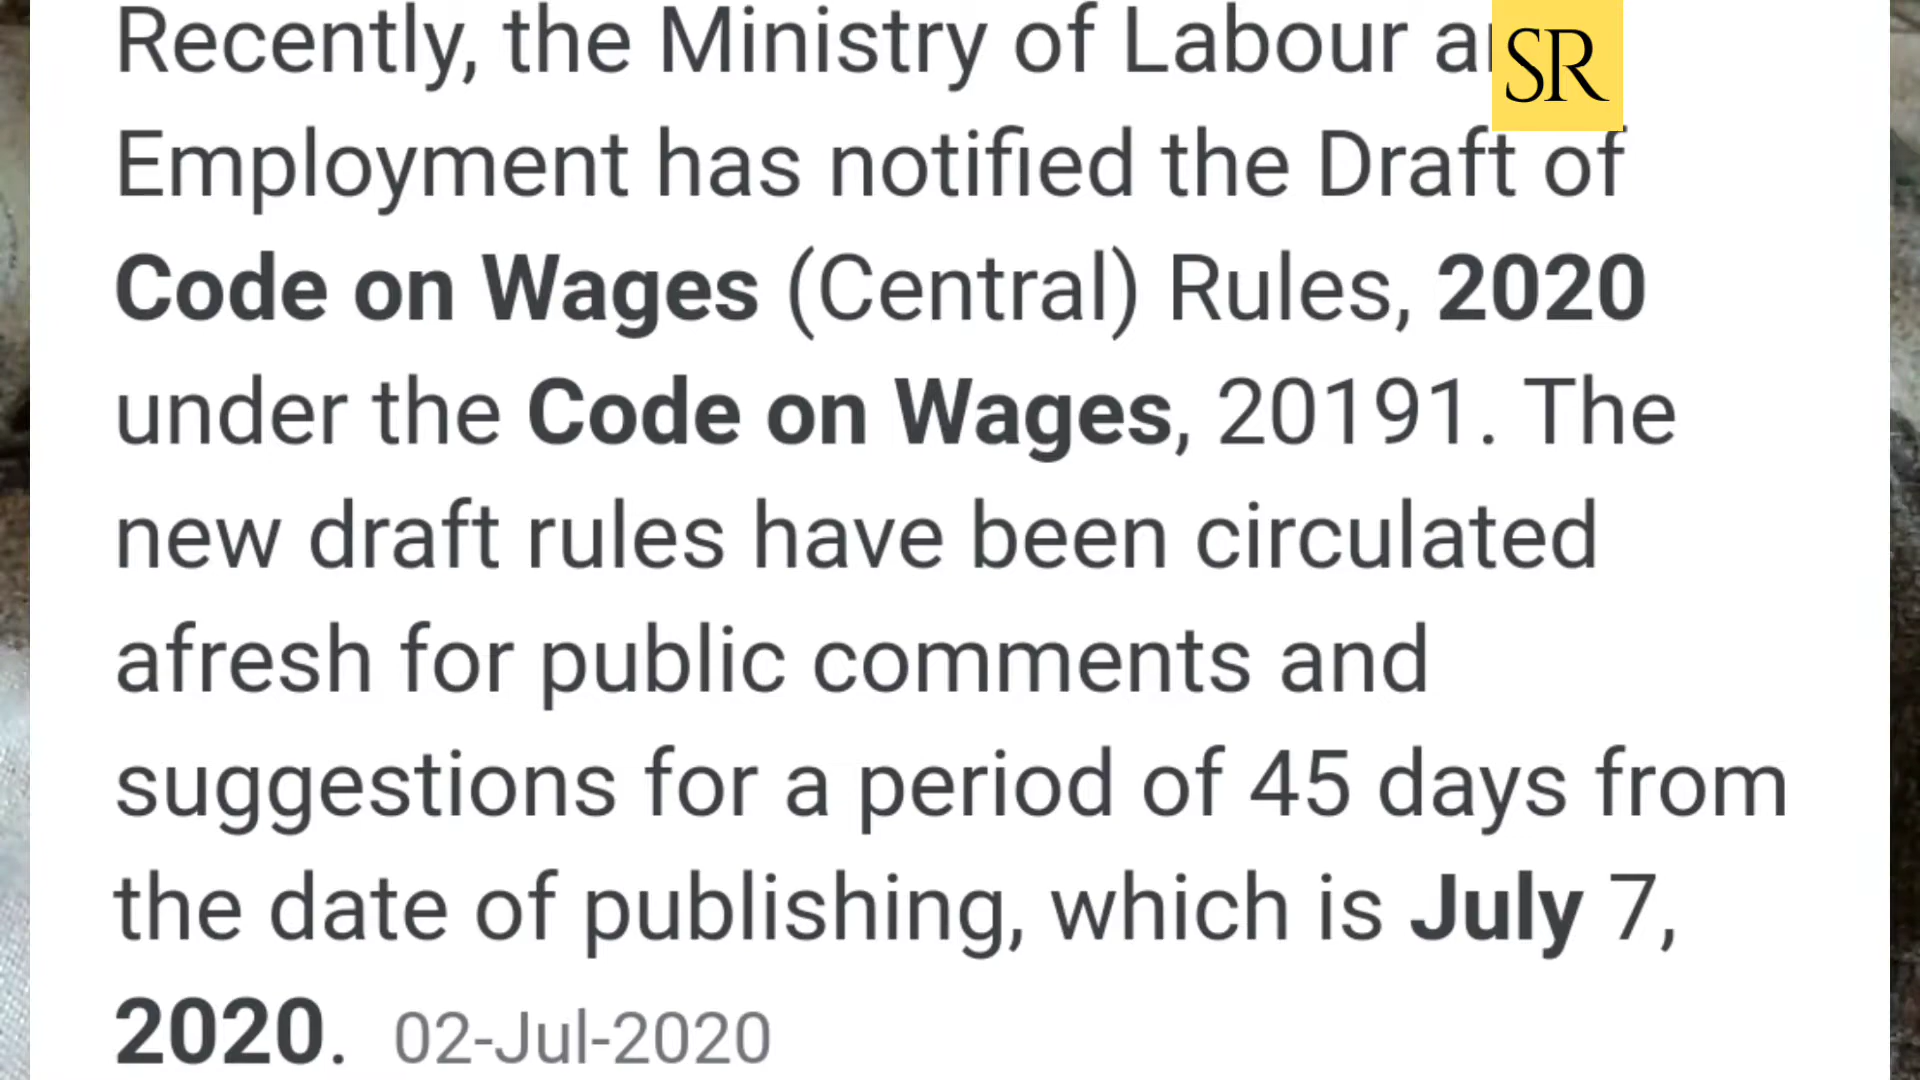 Recently, the Ministry of Labour
SR
Employment has notified the Draft of
Code on Wages (Central) Rules, 2020
under the Code on Wages, 20191. The
new draft rules have been circulated
afresh for public comments and
suggestions for a period of 45 days from
the date of publishing, which is July 7,
2020. 02-Jul-2020